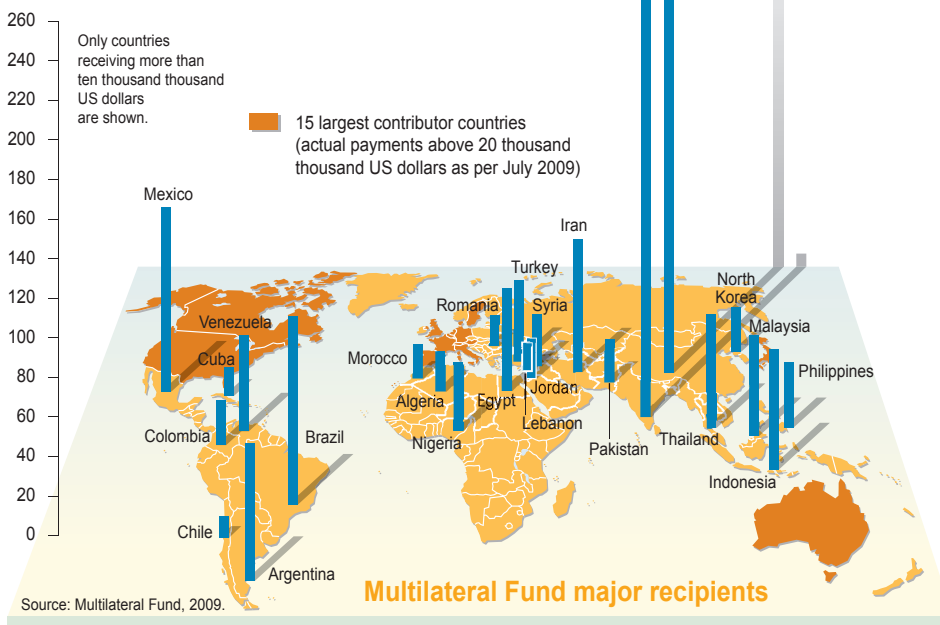 260
240
220
200
180
160
140
120
100
80
60
40
20
0
Only countries
receiving more than
ten thousand thousand
US dollars
are shown.
15 largest contributor countries
(actual payments above 20 thousand
thousand US dollars as per July 2009)
Mexico
Iran
Turkey
North
Korea
Romania
Syria
Venezuela
Malaysia
Morocco
Cuba
Philippines
Jordan
Algeria
Egypt
Lebanon
Colombia
Brazil
Nigeria
Pakistan
Thailand
Indonesia
Chile
Argentina
Multilateral Fund major recipients
Source: Multilateral Fund, 2009.